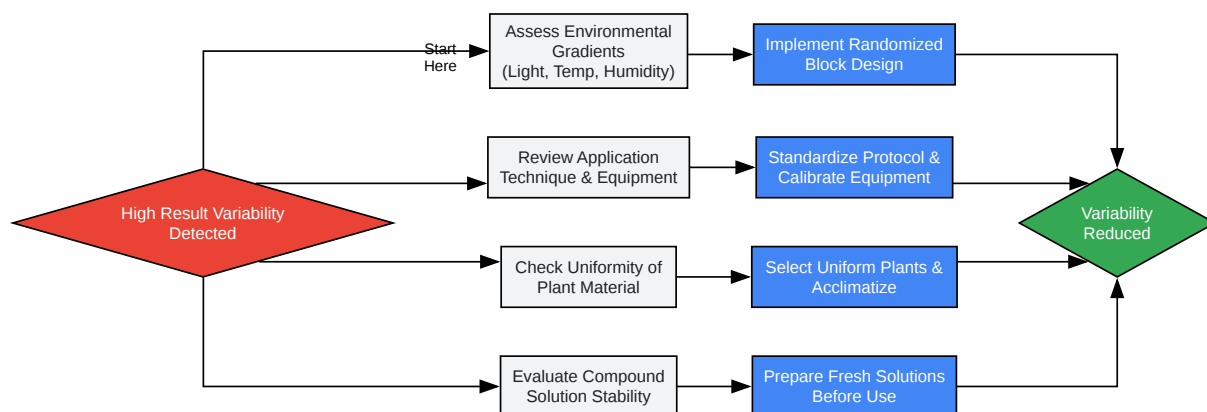 Start
Here
Assess Environmental
Gradients
(Light, Temp, Humidity)
Implement Randomized
Block Design
Review Application
Technique & Equipment
Standardize Protocol &
Calibrate Equipment
High Result Variability
Detected
Variability
Reduced
Check Uniformity of
Plant Material
Select Uniform Plants &
Acclimatize
Evaluate Compound
Solution Stability
Prepare Fresh Solutions
Before Use